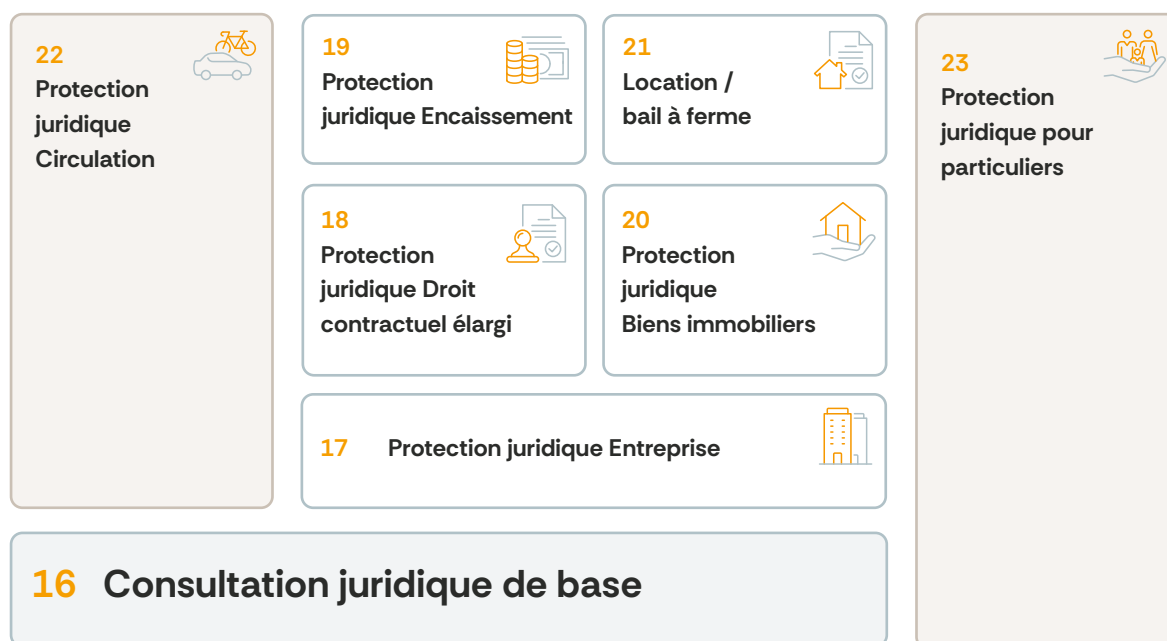 22
Protection
juridique
Circulation
19
Protection
juridique Encaissement
21
Location /
bail à ferme
23
Protection
juridique pour
particuliers
18
Protection
juridique Droit
contractuel élargi
20
Protection
juridique
Biens immobiliers
17 Protection juridique Entreprise
16 Consultation juridique de base